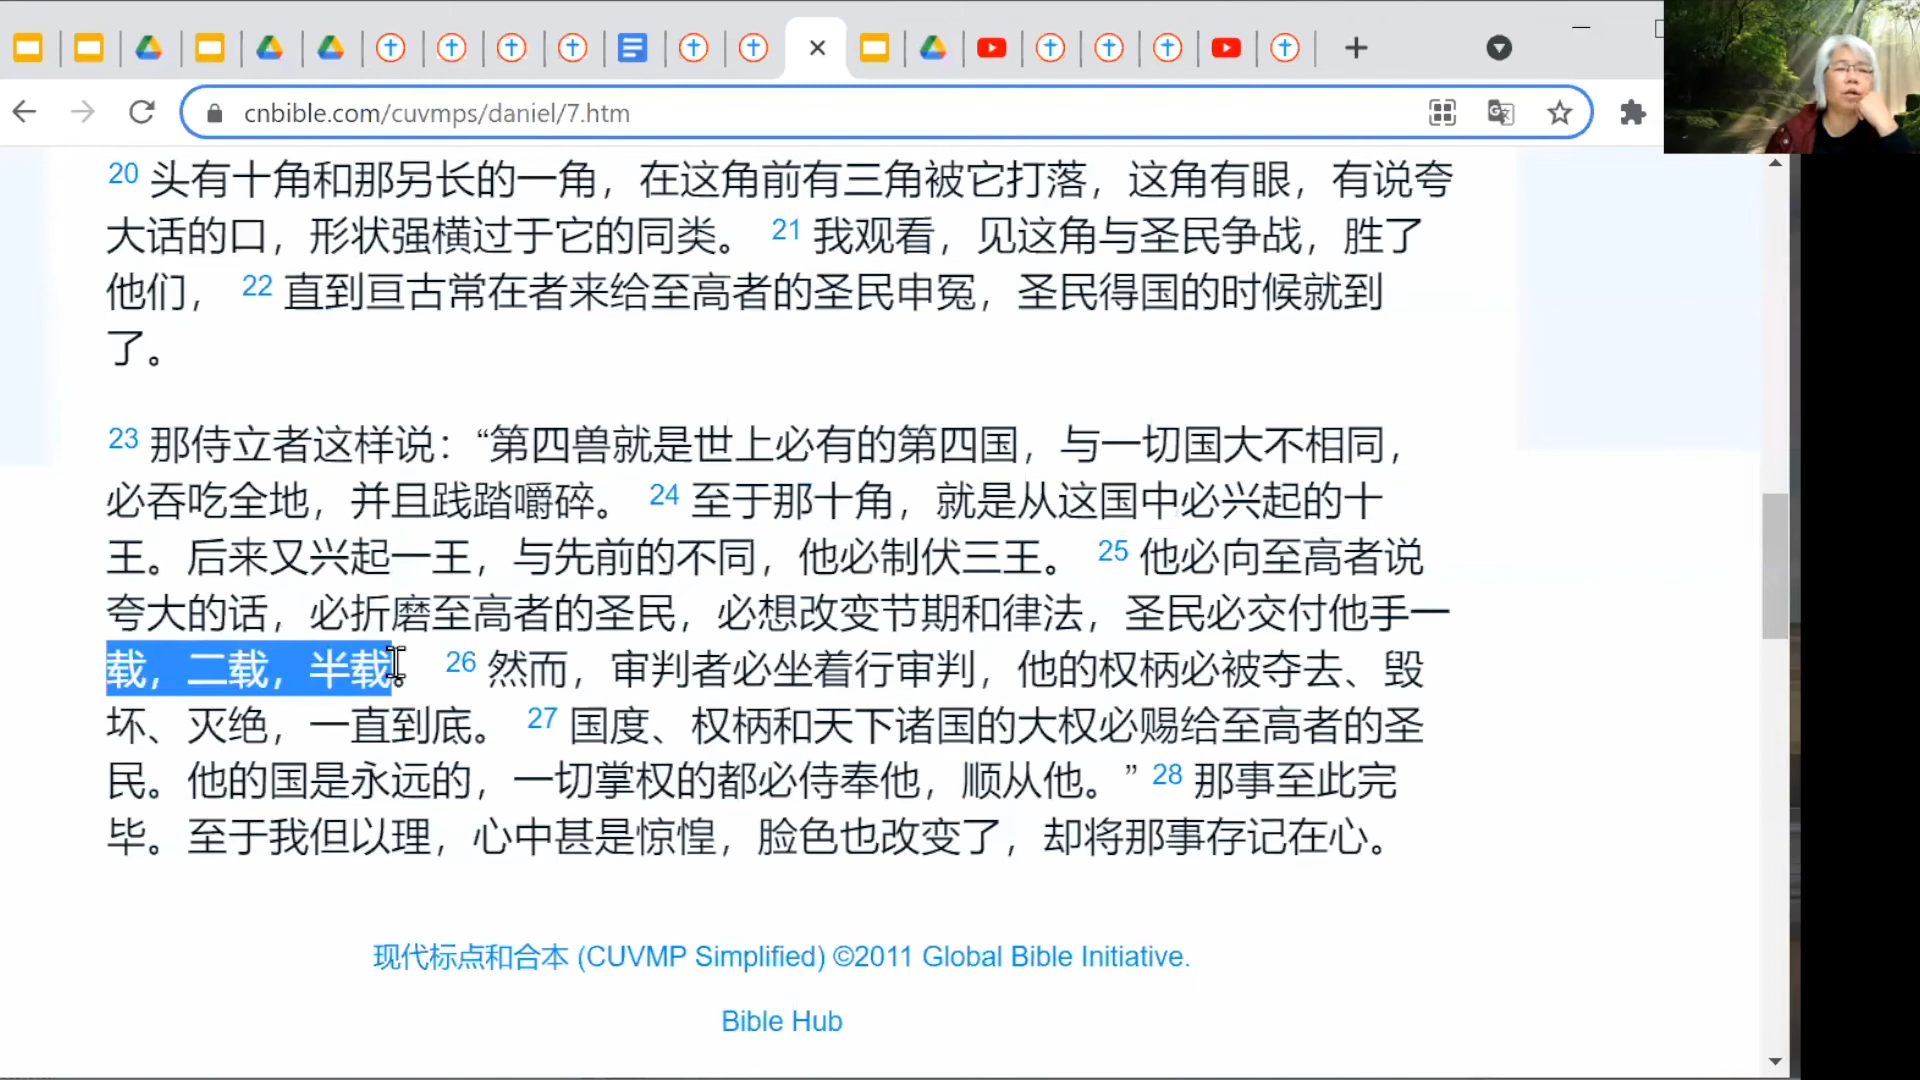 cnbible.com/cuvmps/daniel/7.htm
20 头有十角和那另长的一角，在这角前有三角被它打落，这角有眼，有说夸
大话的口，形状强横过于它的同类。 21 我观看，见这角与圣民争战，胜了
他们， 22 直到亘古常在者来给至高者的圣民申冤，圣民得国的时候就到
了。
23 那侍立者这样说：“第四兽就是世上必有的第四国，与一切国大不相同，
必吞吃全地，并且践踏嚼碎。 24 至于那十角，就是从这国中必兴起的十
王。后来又兴起一王，与先前的不同，他必制伏三王。 25 他必向至高者说
夸大的话，必折磨至高者的圣民，必想改变节期和律法，圣民必交付他手一
载，二载，半载。 26 然而，审判者必坐着行审判，他的权柄必被夺去、毁
坏、灭绝，一直到底。 27 国度、权柄和天下诸国的大权必赐给至高者的圣
民。他的国是永远的，一切掌权的都必侍奉他，顺从他。” 28 那事至此完
毕。至于我但以理，心中甚是惊惶，脸色也改变了，却将那事存记在心。
现代标点和合本 (CUVMP Simplified) ©2011 Global Bible Initiative.
Bible Hub